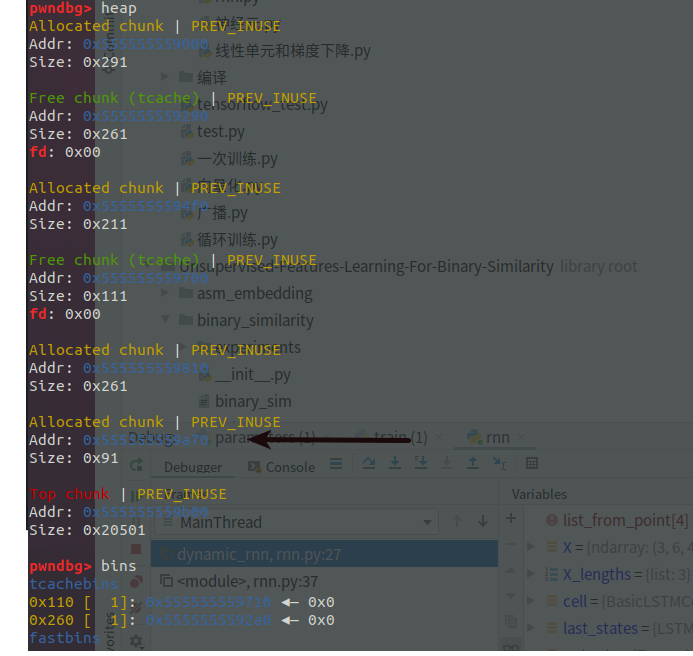 pwndbg> heap
Allocated chunk | PREV_INUSE
Addr: 0x555555559000
Size: 0x291
Free chunk (tcache) | PREV_INUSE
Addr: 0x555555559290
Size: 0x261
fd: 0x00
Allocated chunk | PREV_INUSE
Addr: 0x5555555594f0
Size: 0x211
Free chunk (tcache) | PREV_INUSE
Addr: 0x555555559700
Size: 0x111
fd: 0x00
Allocated chunk | PREV_INUSE
Addr: 0x555555559810
Size: 0x261
Allocated chunk | PREV_INUSE
Addr: 0x555555559a70
Size: 0x91
Top chunk | PREV_INUSE
Addr: 0x555555559b00
Size: 0x20501
pwndbg> bins
tcachebins
0x110 [  1]: 0x555555559710 ◂— 0x0
0x260 [  1]: 0x5555555592a0 ◂— 0x0
fastbins
线性单元和梯度下降.py
编译
tensorflow_test.py
test.py
一次训练.py
广播.py
循环训练.py
Unsupervised-Features-Learning-For-Binary-Similarity library root
asm_embedding
binary_similarity
experiments
__init__.py
binary_sim
Debug: parameters (1) train (1) × rnn ×
Debugger Console
Variables
MainThread
dynamic_rnn, rnn.py:27
<module>, rnn.py:37
list_from_point[4]
X = {ndarray: (3, 6, 4
X_lengths = {list: 3}
cell = {BasicLSTMC
last_states = {LSTM